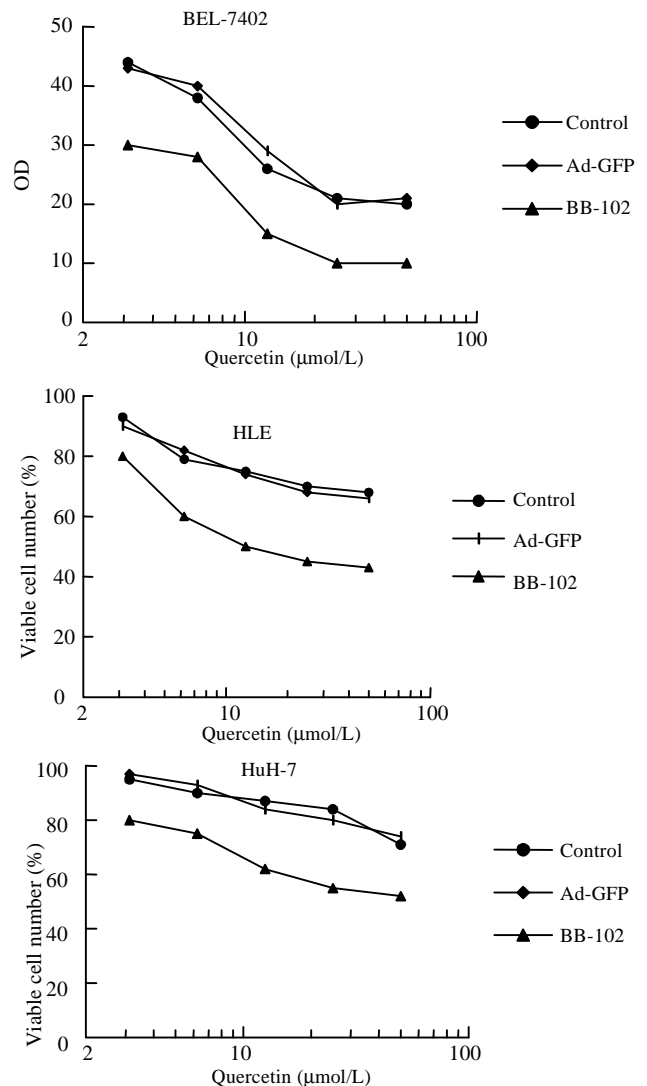 BEL-7402
50
40
30
20
10
0
OD
2
10
100
Quercetin (μmol/L)
Control
Ad-GFP
BB-102
HLE
100
80
60
40
20
0
Viable cell number (%)
2
10
100
Quercetin (μmol/L)
Control
Ad-GFP
BB-102
HuH-7
100
80
60
40
20
0
Viable cell number (%)
2
10
100
Quercetin (μmol/L)
Control
Ad-GFP
BB-102